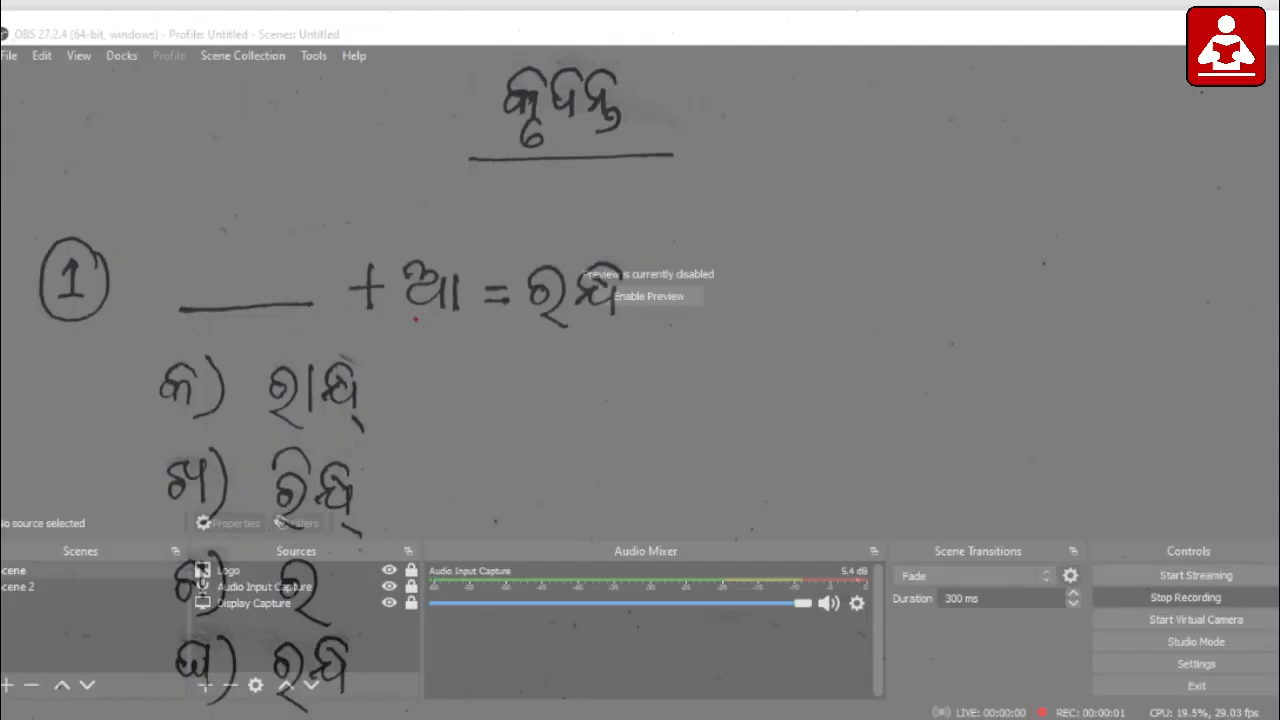 OBS 27.2.4 (64-bit, windows) - Profile: Untitled - Scenes: Untitled
File Edit View Docks Profile Scene Collection Tools Help
କୃଦନ୍ତ
1 ____ + ଆ = ରନ୍ଧା
Preview is currently disabled
Enable Preview
କ) ରାନ୍ଧ୍
ଖ) ରିନ୍ଧ୍
ଗ) ର
ଘ) ରନ୍ଧି
No source selected Properties Filters
Scenes Sources Audio Mixer Scene Transitions Controls
Scene
Scene 2
Logo
Audio Input Capture
Display Capture
Audio Input Capture 5.4 dB
Fade
Duration 300 ms
Start Streaming
Stop Recording
Start Virtual Camera
Studio Mode
Settings
Exit
LIVE: 00:00:00 REC: 00:00:01 CPU: 19.5%, 29.03 fps